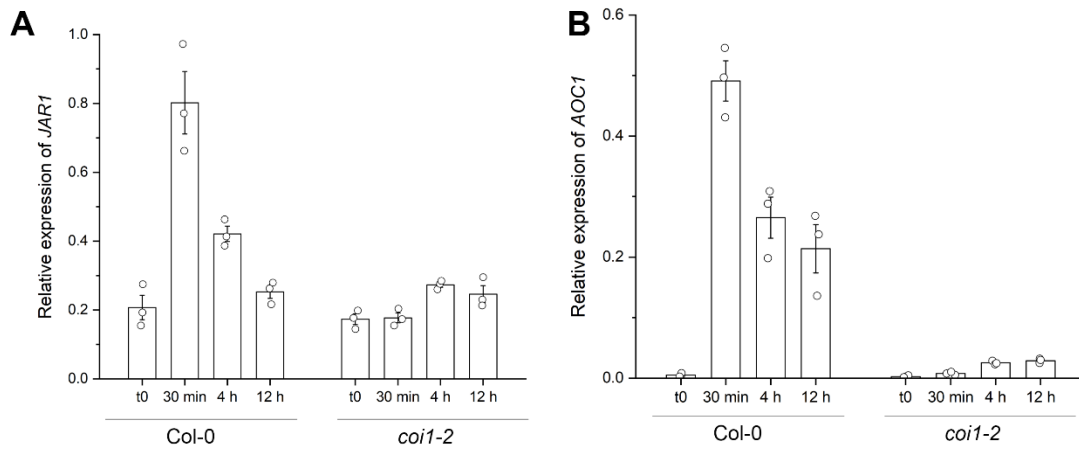 A
Relative expression of JAR1
1.0
0.8
0.6
0.4
0.2
0.0
t0 30 min 4 h 12 h t0 30 min 4 h 12 h
Col-0 coi1-2
B
Relative expression of AOC1
0.6
0.4
0.2
0.0
t0 30 min 4 h 12 h t0 30 min 4 h 12 h
Col-0 coi1-2